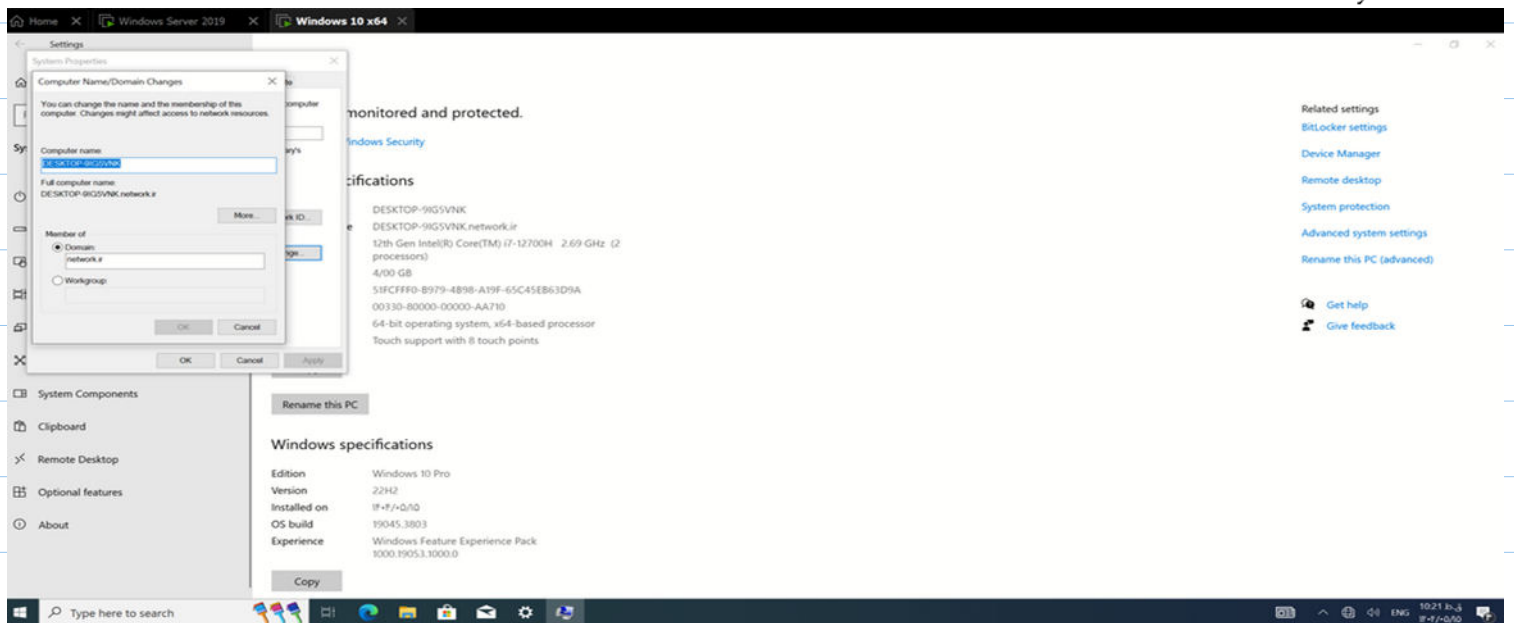 Home
Windows Server 2019
Windows 10 x64
Settings
System Properties
Computer Name/Domain Changes
You can change the name and the membership of this
computer. Changes might affect access to network resources.
Computer name:
DESKTOP-9IG5VNK
Full computer name:
DESKTOP-9IG5VNK.network.ir
More...
Member of
Domain:
network.ir
Workgroup:
OK
Cancel
computer
OK
Cancel
Apply
monitored and protected.
Windows Security
DESKTOP-9IG5VNK
DESKTOP-9IG5VNK.network.ir
12th Gen Intel(R) Core(TM) i7-12700H 2.69 GHz (2
processors)
4/00 GB
51FCFFF0-B979-4B98-A19F-65C45EB63D9A
00330-80000-00000-AA710
64-bit operating system, x64-based processor
Touch support with 8 touch points
System Components
Clipboard
Remote Desktop
Optional features
About
Rename this PC
Windows specifications
Edition Windows 10 Pro
Version 22H2
Installed on ۱۴۰۴/۰۵/۱۵
OS build 19045.3803
Experience Windows Feature Experience Pack
1000.19053.1000.0
Copy
Related settings
BitLocker settings
Device Manager
Remote desktop
System protection
Advanced system settings
Rename this PC (advanced)
Get help
Give feedback
Type here to search
ENG
10:21 ق.ظ